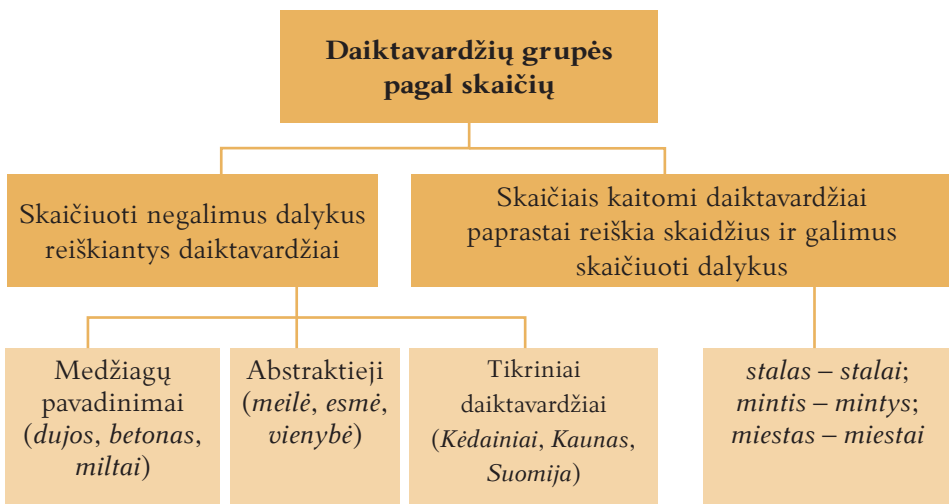 Daiktavardžių grupės
pagal skaičių
Skaičiuoti negalimus dalykus
reiškiantys daiktavardžiai
Skaičiais kaitomi daiktavardžiai
paprastai reiškia skaidžius ir galimus
skaičiuoti dalykus
Medžiagų
pavadinimai
(dujos, betonas,
miltai)
Abstraktieji
(meilė, esmė,
vienybė)
Tikriniai
daiktavardžiai
(Kėdainiai, Kaunas,
Suomija)
stalas – stalai;
mintis – mintys;
miestas – miestai